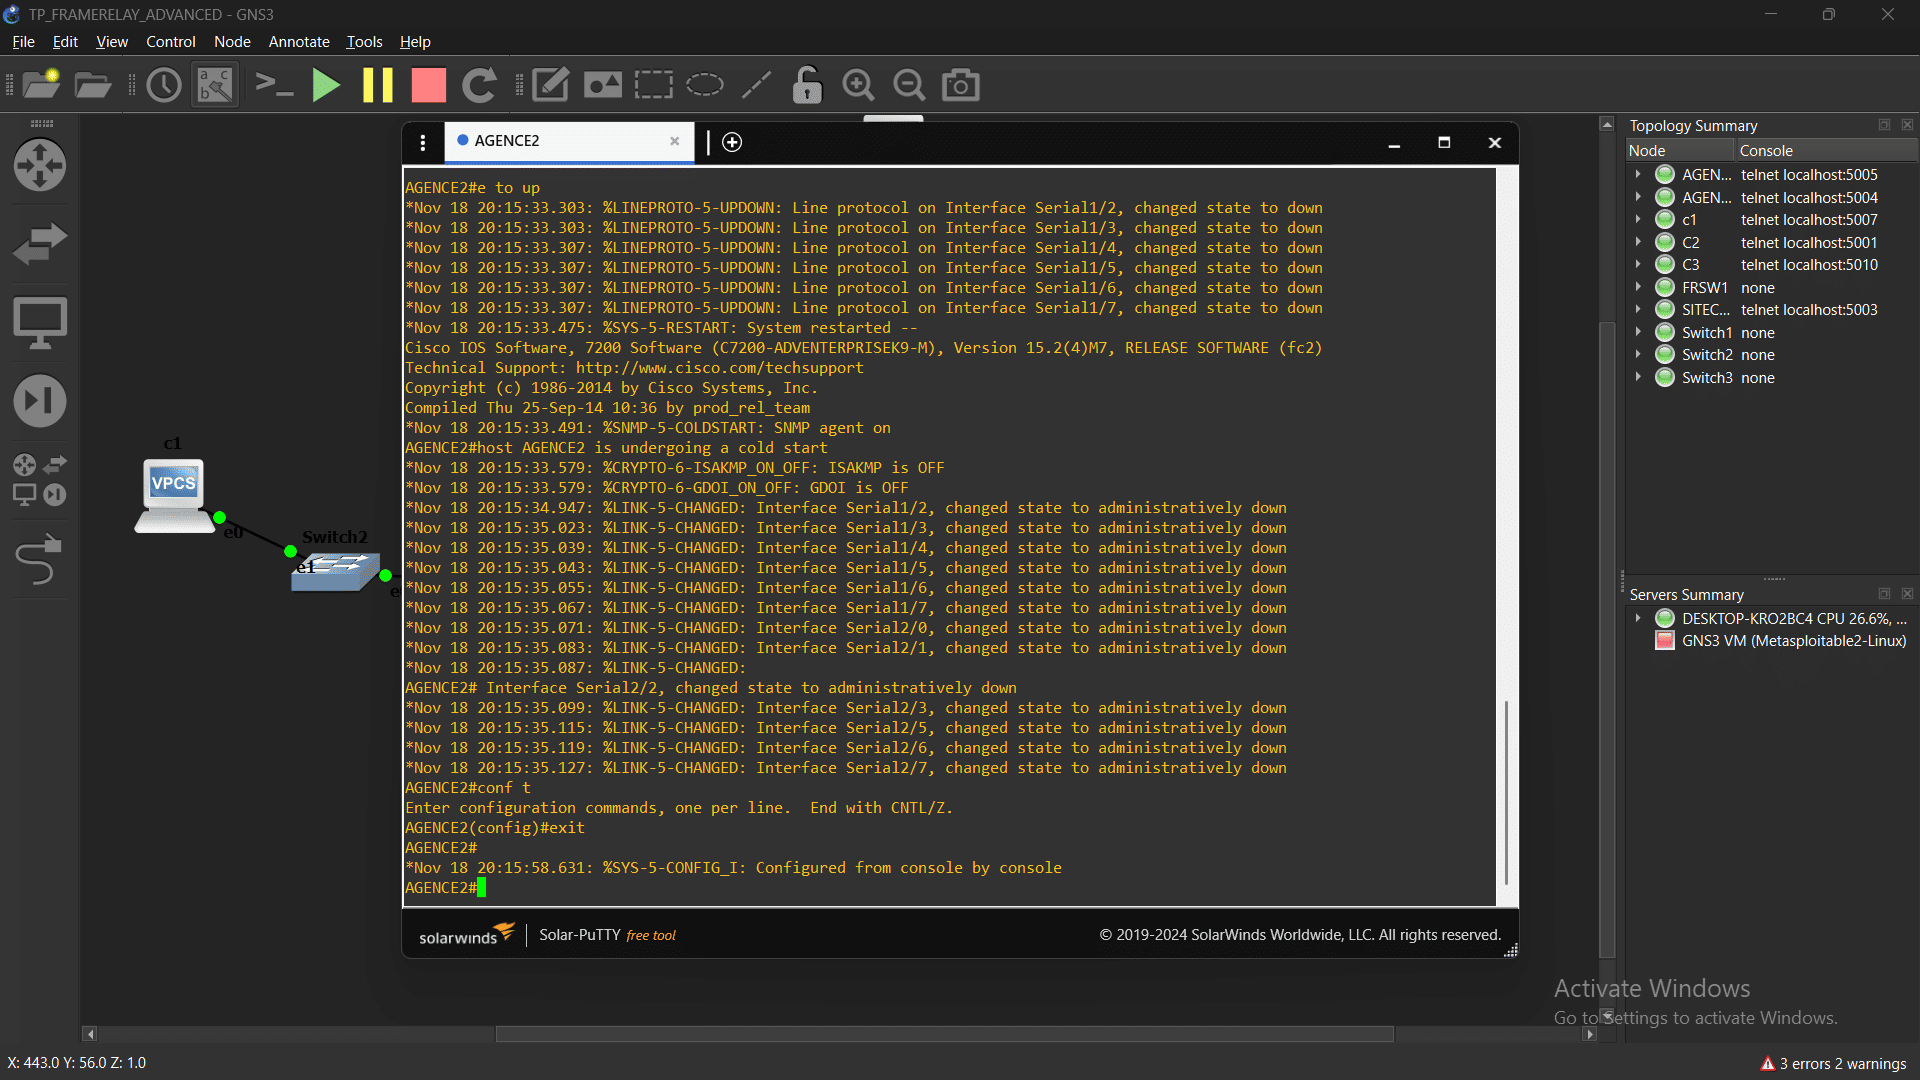 TP_FRAMERELAY_ADVANCED - GNS3
File Edit View Control Node Annotate Tools Help
AGENCE2
AGENCE2#e to up
*Nov 18 20:15:33.303: %LINEPROTO-5-UPDOWN: Line protocol on Interface Serial1/2, changed state to down
*Nov 18 20:15:33.303: %LINEPROTO-5-UPDOWN: Line protocol on Interface Serial1/3, changed state to down
*Nov 18 20:15:33.307: %LINEPROTO-5-UPDOWN: Line protocol on Interface Serial1/4, changed state to down
*Nov 18 20:15:33.307: %LINEPROTO-5-UPDOWN: Line protocol on Interface Serial1/5, changed state to down
*Nov 18 20:15:33.307: %LINEPROTO-5-UPDOWN: Line protocol on Interface Serial1/6, changed state to down
*Nov 18 20:15:33.307: %LINEPROTO-5-UPDOWN: Line protocol on Interface Serial1/7, changed state to down
*Nov 18 20:15:33.475: %SYS-5-RESTART: System restarted --
Cisco IOS Software, 7200 Software (C7200-ADVENTERPRISEK9-M), Version 15.2(4)M7, RELEASE SOFTWARE (fc2)
Technical Support: http://www.cisco.com/techsupport
Copyright (c) 1986-2014 by Cisco Systems, Inc.
Compiled Thu 25-Sep-14 10:36 by prod_rel_team
*Nov 18 20:15:33.491: %SNMP-5-COLDSTART: SNMP agent on
AGENCE2#host AGENCE2 is undergoing a cold start
*Nov 18 20:15:33.579: %CRYPTO-6-ISAKMP_ON_OFF: ISAKMP is OFF
*Nov 18 20:15:33.579: %CRYPTO-6-GDOI_ON_OFF: GDOI is OFF
*Nov 18 20:15:34.947: %LINK-5-CHANGED: Interface Serial1/2, changed state to administratively down
*Nov 18 20:15:35.023: %LINK-5-CHANGED: Interface Serial1/3, changed state to administratively down
*Nov 18 20:15:35.039: %LINK-5-CHANGED: Interface Serial1/4, changed state to administratively down
*Nov 18 20:15:35.043: %LINK-5-CHANGED: Interface Serial1/5, changed state to administratively down
*Nov 18 20:15:35.055: %LINK-5-CHANGED: Interface Serial1/6, changed state to administratively down
*Nov 18 20:15:35.067: %LINK-5-CHANGED: Interface Serial1/7, changed state to administratively down
*Nov 18 20:15:35.071: %LINK-5-CHANGED: Interface Serial2/0, changed state to administratively down
*Nov 18 20:15:35.083: %LINK-5-CHANGED: Interface Serial2/1, changed state to administratively down
*Nov 18 20:15:35.087: %LINK-5-CHANGED:
AGENCE2# Interface Serial2/2, changed state to administratively down
*Nov 18 20:15:35.099: %LINK-5-CHANGED: Interface Serial2/3, changed state to administratively down
*Nov 18 20:15:35.115: %LINK-5-CHANGED: Interface Serial2/5, changed state to administratively down
*Nov 18 20:15:35.119: %LINK-5-CHANGED: Interface Serial2/6, changed state to administratively down
*Nov 18 20:15:35.127: %LINK-5-CHANGED: Interface Serial2/7, changed state to administratively down
AGENCE2#conf t
Enter configuration commands, one per line.  End with CNTL/Z.
AGENCE2(config)#exit
AGENCE2#
*Nov 18 20:15:58.631: %SYS-5-CONFIG_I: Configured from console by console
AGENCE2#
solarwinds Solar-PuTTY free tool © 2019-2024 SolarWinds Worldwide, LLC. All rights reserved.
c1
VPCS
e0
Switch2
e1
e
Topology Summary
Node Console
AGEN... telnet localhost:5005
AGEN... telnet localhost:5004
c1 telnet localhost:5007
C2 telnet localhost:5001
C3 telnet localhost:5010
FRSW1 none
SITEC... telnet localhost:5003
Switch1 none
Switch2 none
Switch3 none
Servers Summary
DESKTOP-KRO2BC4 CPU 26.6%, ...
GNS3 VM (Metasploitable2-Linux)
Activate Windows
Go to Settings to activate Windows.
X: 443.0 Y: 56.0 Z: 1.0
3 errors 2 warnings